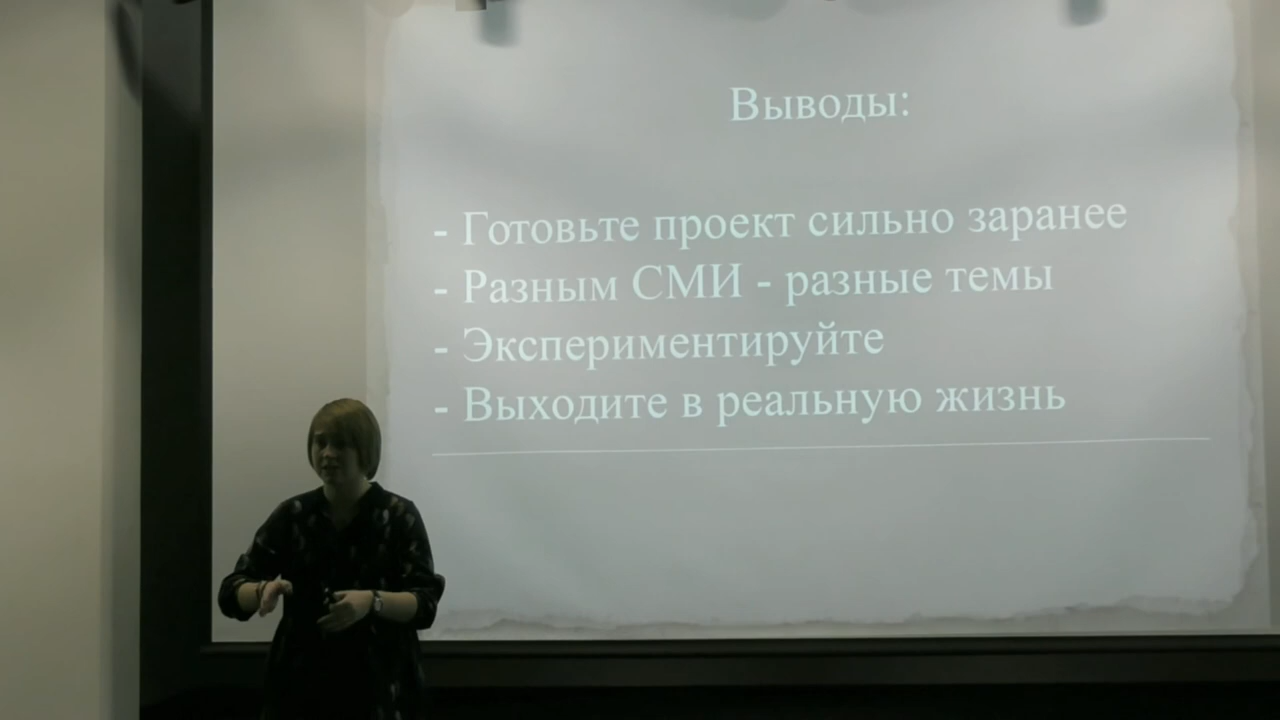 Выводы:
- Готовьте проект сильно заранее
- Разным СМИ - разные темы
- Экспериментируйте
- Выходите в реальную жизнь